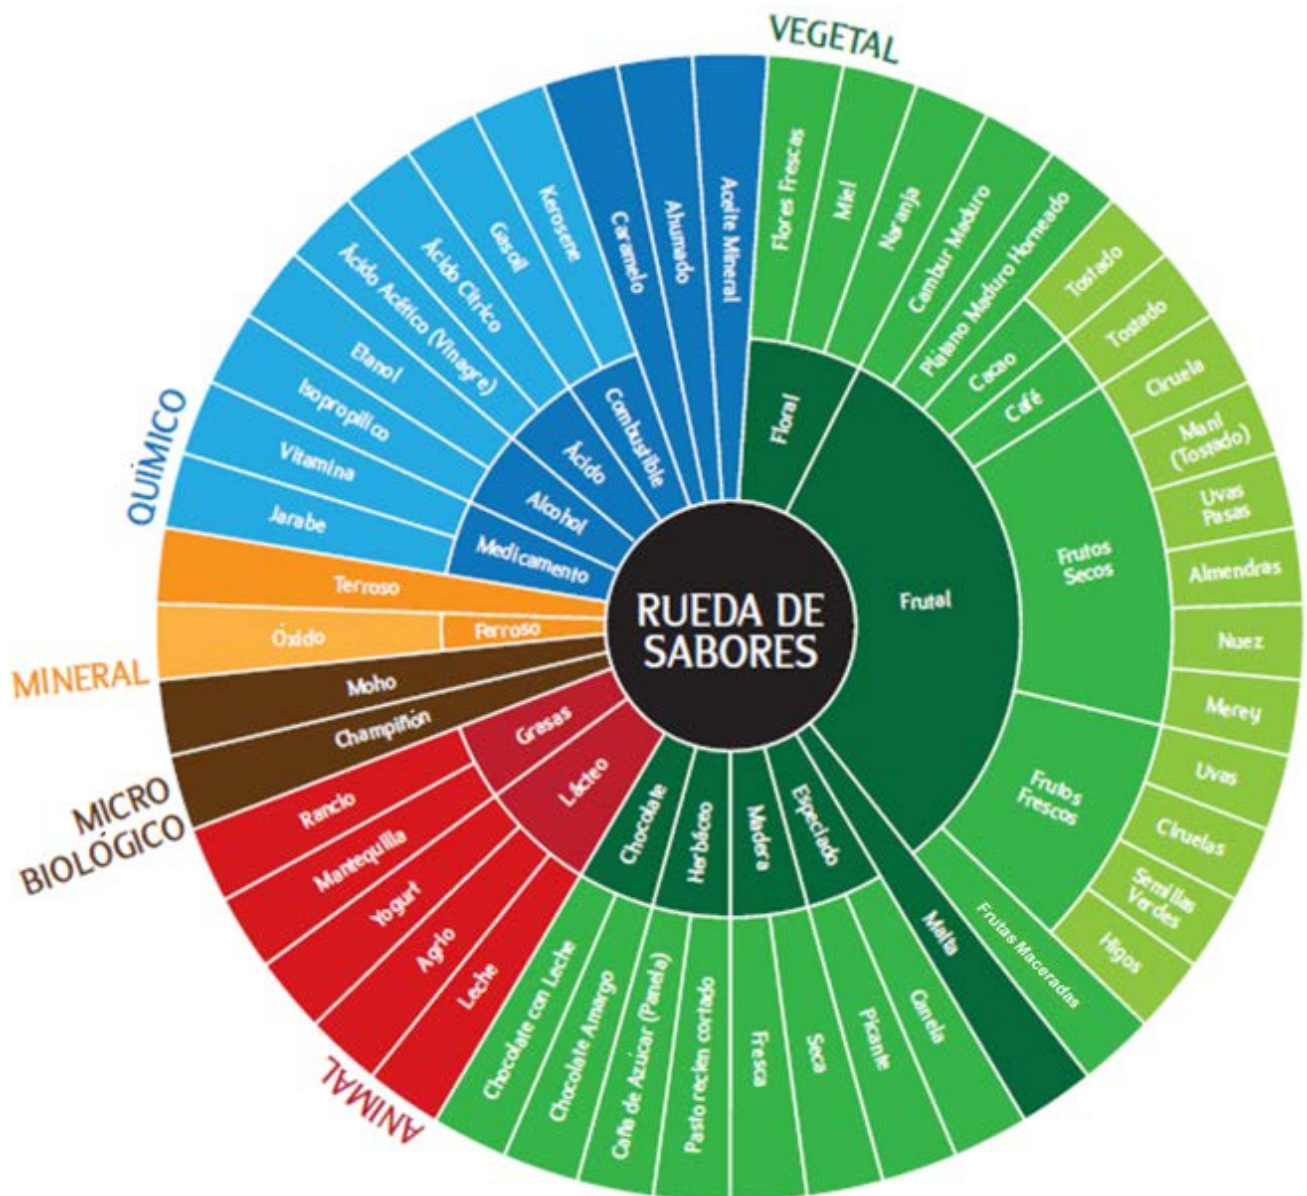 VEGETAL
Flores Frescas
Miel
Naranja
Cambur Maduro
Plátano Maduro Horneado
Tostado
Tostado
Ciruela
Maní
(Tostado)
Uvas
Pasas
Almendras
Nuez
Merey
Uvas
Ciruelas
Semillas
Verdes
Higos
Frutas Maceradas
Cacao
Café
Frutos
Secos
Frutos
Frescos
Floral
Frutal
Malta
Especiado
Canela
Picante
Madera
Seca
Fresca
Herbáceo
Pasto recien cortado
Caña de Azúcar (Panela)
Chocolate
Chocolate Amargo
Chocolate con Leche
ANIMAL
Lácteo
Leche
Agrio
Yogurt
Grasas
Mantequilla
Rancio
MICRO
BIOLÓGICO
Champiñón
Moho
MINERAL
Ferroso
Óxido
Terroso
QUÍMICO
Medicamento
Jarabe
Vitamina
Alcohol
Isopropílico
Etanol
Ácido
Ácido Acético (Vinagre)
Ácido Cítrico
Combustible
Gasoil
Kerosene
Caramelo
Ahumado
Aceite Mineral
RUEDA DE
SABORES